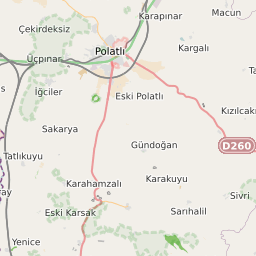 Macun
Karapınar
Çekirdeksiz
Polatlı
Kargalı
Üçpınar
İğciler
Eski Polatlı
Kızılcakı
Sakarya
Gündoğan
D260
Tatlıkuyu
Karahamzalı
Karakuyu
Sivri
Eski Karsak
Sarıhalil
Yenice